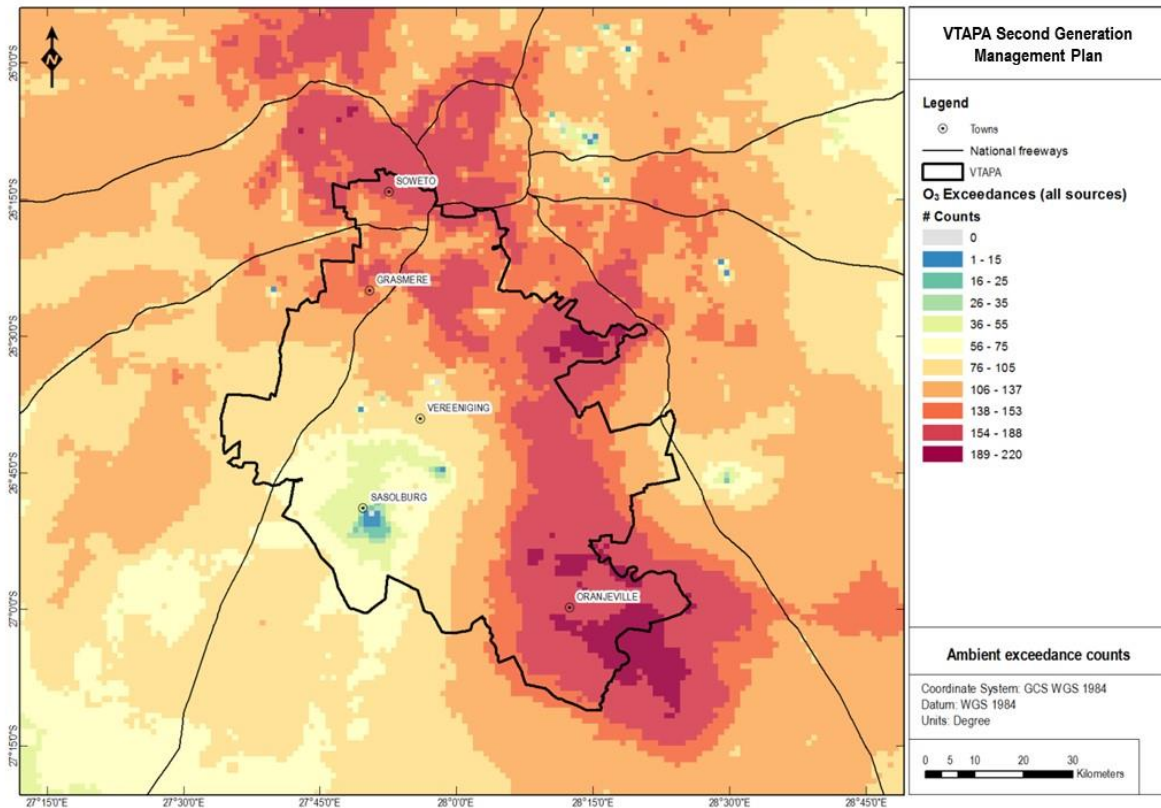 VTAPA Second Generation
Management Plan
Legend
Towns
National freeways
VTAPA
O₃ Exceedances (all sources)
# Counts
0
1 - 15
16 - 25
26 - 35
36 - 55
56 - 75
76 - 105
106 - 137
138 - 153
154 - 188
189 - 220
Ambient exceedance counts
Coordinate System: GCS WGS 1984
Datum: WGS 1984
Units: Degree
0 5 10 20 30
Kilometers
N
SOWETO
GRASMERE
VEREENIGING
SASOLBURG
ORANJEVILLE
26°0'0"S
26°15'0"S
26°30'0"S
26°45'0"S
27°0'0"S
27°15'0"S
27°15'0"E
27°30'0"E
27°45'0"E
28°0'0"E
28°15'0"E
28°30'0"E
28°45'0"E